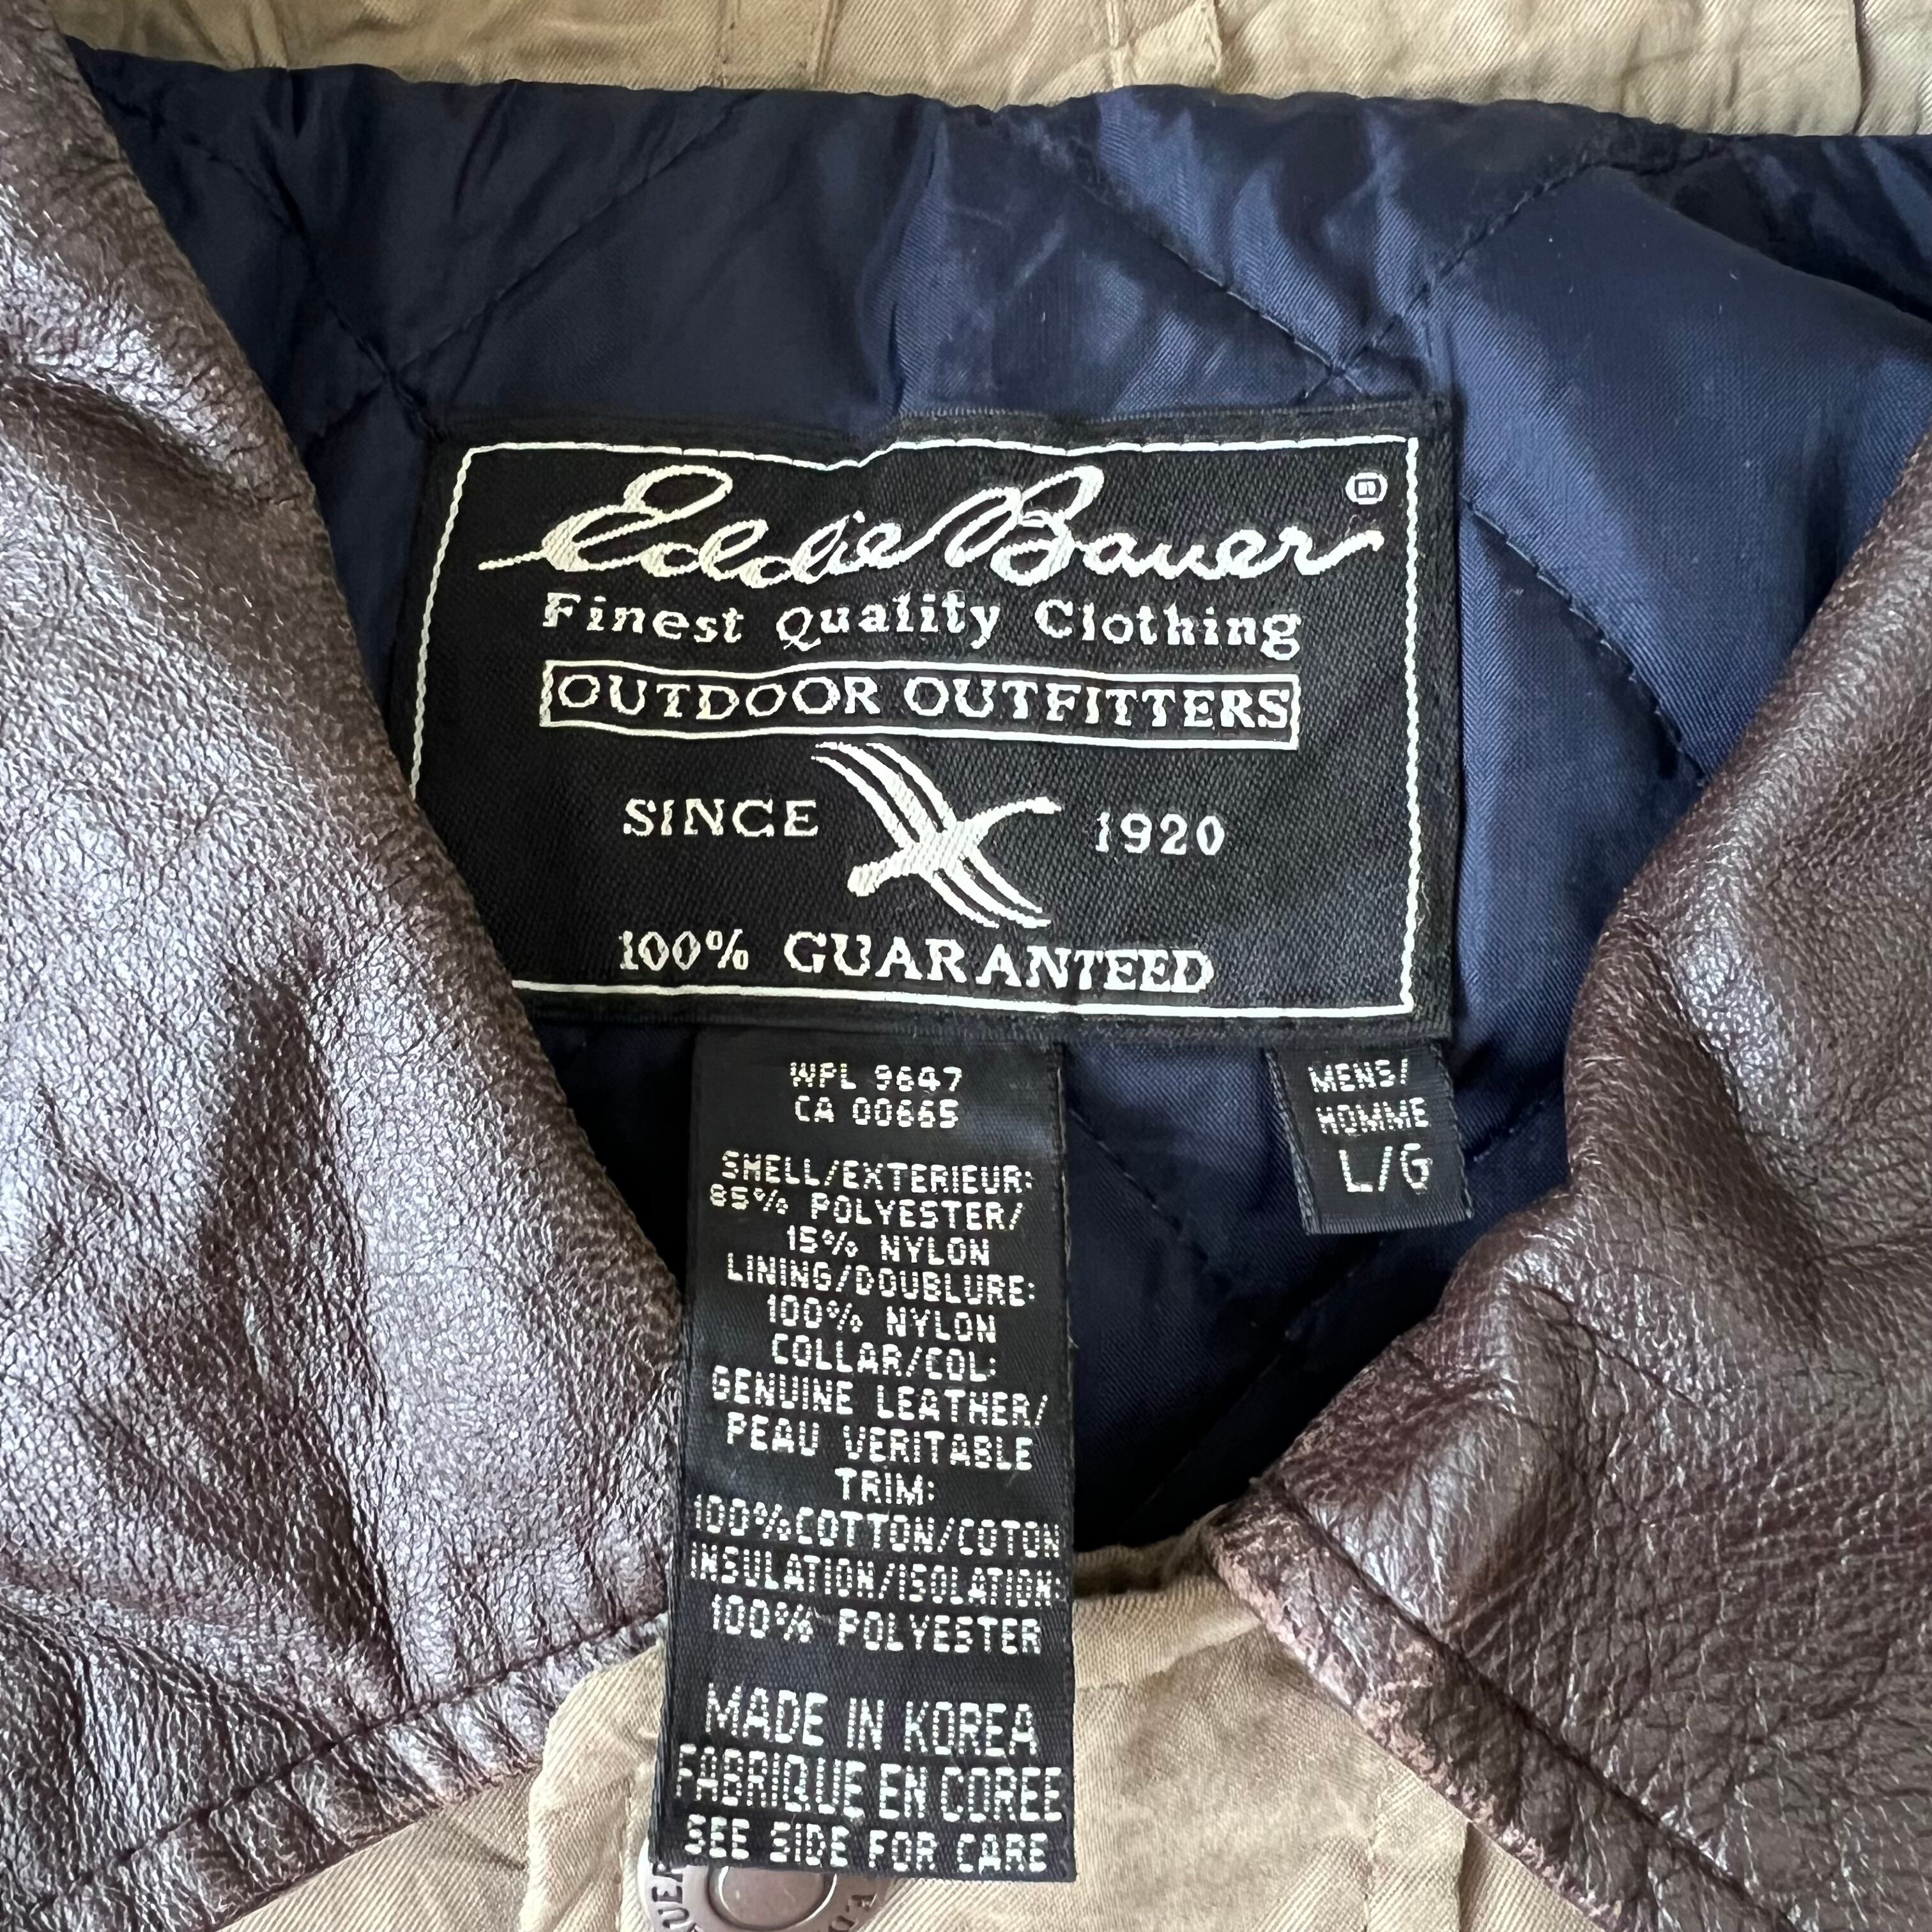 Eddie Bauer ®
Finest Quality Clothing
OUTDOOR OUTFITTERS
SINCE 1920
100% GUARANTEED
WPL 9647
CA 00665
SHELL/EXTERIEUR:
85% POLYESTER/
15% NYLON
LINING/DOUBLURE:
100% NYLON
COLLAR/COL:
GENUINE LEATHER/
PEAU VERITABLE
TRIM:
100%COTTON/COTON
INSULATION/ISOLATION:
100% POLYESTER
MADE IN KOREA
FABRIQUE EN COREE
SEE SIDE FOR CARE
MENS/
HOMME
L/G